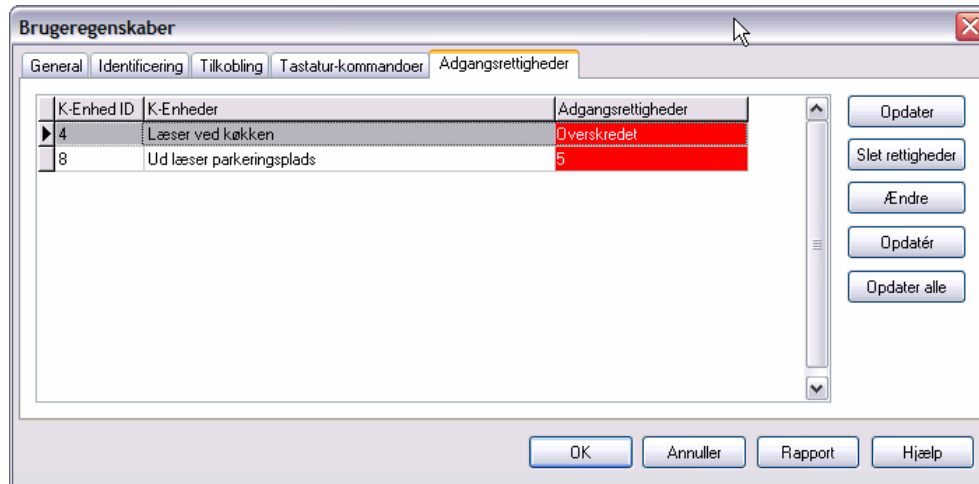 Brugeregenskaber
General Identificering Tilkobling Tastatur-kommandoer Adgangsrettigheder
K-Enhed ID K-Enheder Adgangsrettigheder
4 Læser ved køkken Overskredet
8 Ud læser parkeringsplads 5
Opdater
Slet rettigheder
Ændre
Opdatér
Opdater alle
OK Annuller Rapport Hjælp